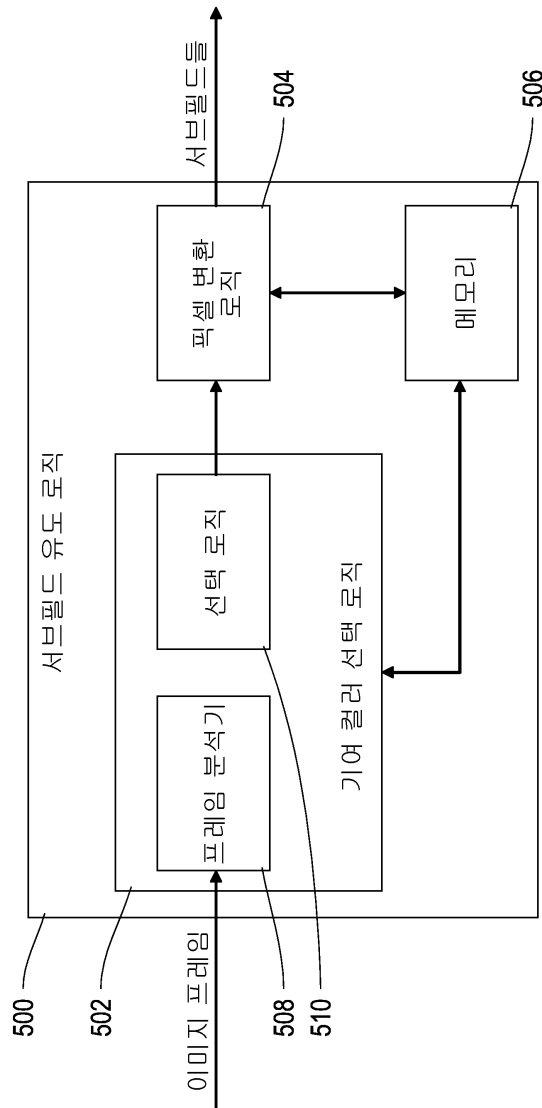 500
서브필드 유도 로직
502
이미지 프레임
508
프레임 분석기
510
선택 로직
기여 컬러 선택 로직
픽셀 변환
로직
504
서브필드들
메모리
506